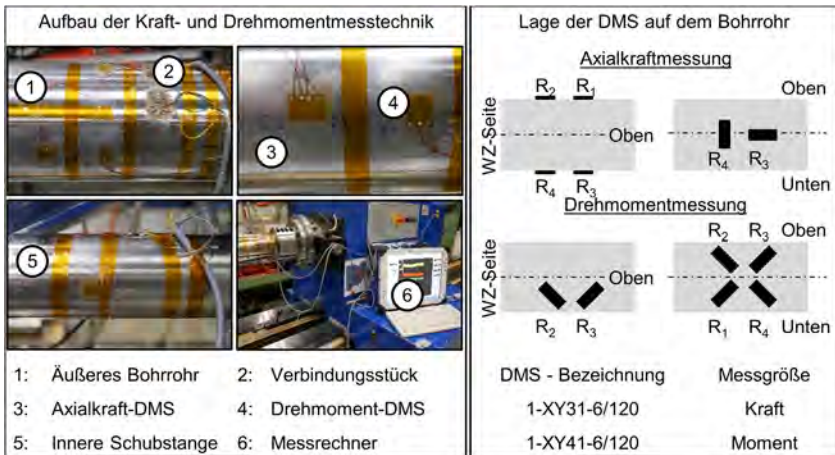 Aufbau der Kraft- und Drehmomentmesstechnik
1
2
3
4
5
6
1: Äußeres Bohrrohr 2: Verbindungsstück
3: Axialkraft-DMS 4: Drehmoment-DMS
5: Innere Schubstange 6: Messrechner
Lage der DMS auf dem Bohrrohr
Axialkraftmessung
R2 R1 Oben
WZ-Seite
Oben
R4 R3
R4 R3 Unten
Drehmomentmessung
R2 R3 Oben
WZ-Seite
Oben
R2 R3 R1 R4 Unten
DMS - Bezeichnung Messgröße
1-XY31-6/120 Kraft
1-XY41-6/120 Moment